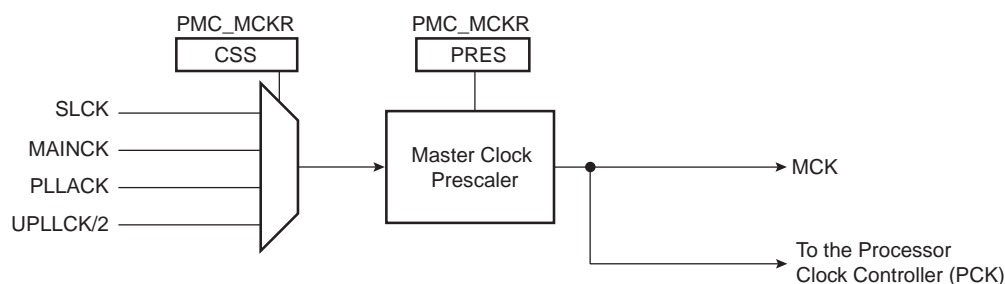 PMC_MCKR
CSS
PMC_MCKR
PRES
SLCK
MAINCK
PLLACK
UPLLCK/2
Master Clock
Prescaler
MCK
To the Processor
Clock Controller (PCK)